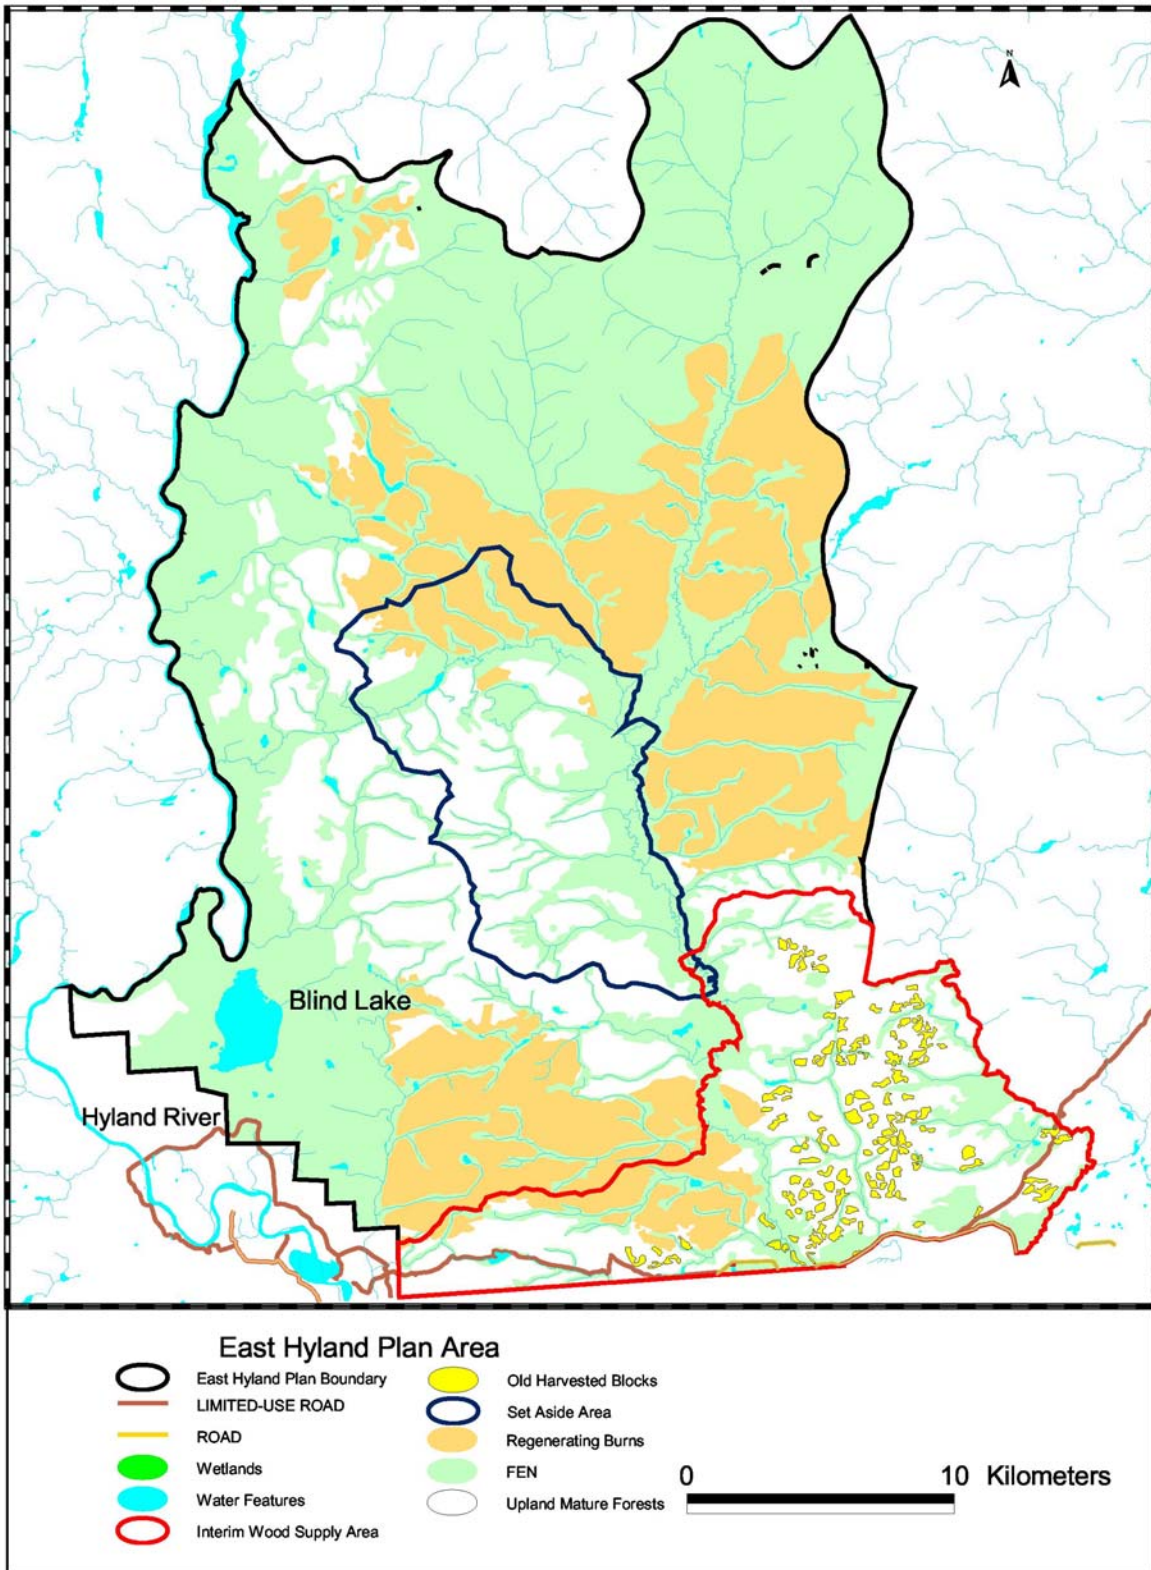 N
Blind Lake
Hyland River
East Hyland Plan Area
East Hyland Plan Boundary
LIMITED-USE ROAD
ROAD
Wetlands
Water Features
Interim Wood Supply Area
Old Harvested Blocks
Set Aside Area
Regenerating Burns
FEN
Upland Mature Forests
0 10 Kilometers